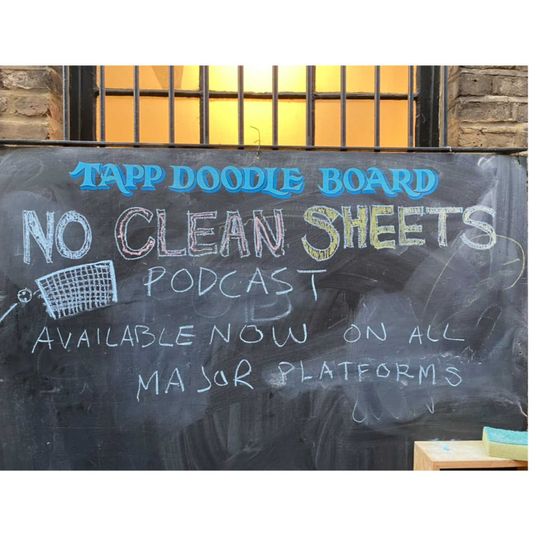 TAPP DOODLE BOARD
NO CLEAN SHEETS
PODCAST
AVAILABLE NOW ON ALL
MAJOR PLATFORMS